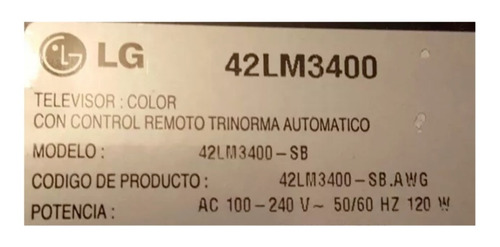 LG 42LM3400
TELEVISOR : COLOR
CON CONTROL REMOTO TRINORMA AUTOMATICO
MODELO : 42LM3400-SB
CODIGO DE PRODUCTO : 42LM3400-SB.AWG
POTENCIA : AC 100-240 V~ 50/60 HZ 120 W